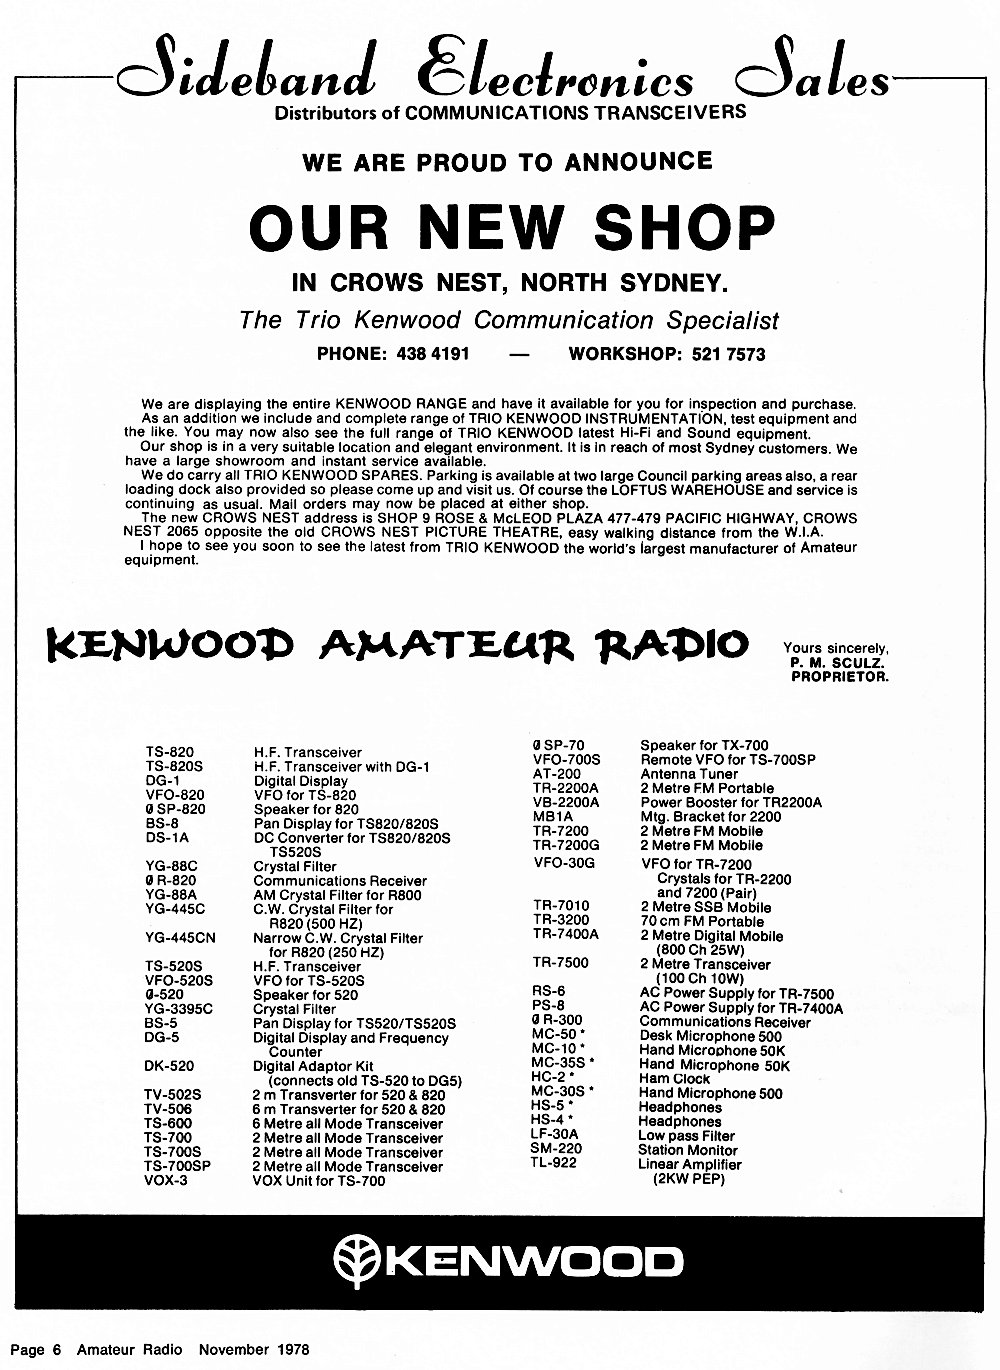 Sideband Electronics Sales
Distributors of COMMUNICATIONS TRANSCEIVERS
WE ARE PROUD TO ANNOUNCE
OUR NEW SHOP
IN CROWS NEST, NORTH SYDNEY.
The Trio Kenwood Communication Specialist
PHONE: 438 4191 — WORKSHOP: 521 7573
We are displaying the entire KENWOOD RANGE and have it available for you for inspection and purchase.
As an addition we include and complete range of TRIO KENWOOD INSTRUMENTATION, test equipment and
the like. You may now also see the full range of TRIO KENWOOD latest Hi-Fi and Sound equipment.
Our shop is in a very suitable location and elegant environment. It is in reach of most Sydney customers. We
have a large showroom and instant service available.
We do carry all TRIO KENWOOD SPARES. Parking is available at two large Council parking areas also, a rear
loading dock also provided so please come up and visit us. Of course the LOFTUS WAREHOUSE and service is
continuing as usual. Mail orders may now be placed at either shop.
The new CROWS NEST address is SHOP 9 ROSE & McLEOD PLAZA 477-479 PACIFIC HIGHWAY, CROWS
NEST 2065 opposite the old CROWS NEST PICTURE THEATRE, easy walking distance from the W.I.A.
I hope to see you soon to see the latest from TRIO KENWOOD the world's largest manufacturer of Amateur
equipment.
KENWOOD AMATEUR RADIO
Yours sincerely,
P. M. SCULZ.
PROPRIETOR.
TS-820 H.F. Transceiver
TS-820S H.F. Transceiver with DG-1
DG-1 Digital Display
VFO-820 VFO for TS-820
Ø SP-820 Speaker for 820
BS-8 Pan Display for TS820/820S
DS-1A DC Converter for TS820/820S
TS520S
YG-88C Crystal Filter
Ø R-820 Communications Receiver
YG-88A AM Crystal Filter for R800
YG-445C C.W. Crystal Filter for
R820 (500 HZ)
YG-445CN Narrow C.W. Crystal Filter
for R820 (250 HZ)
TS-520S H.F. Transceiver
VFO-520S VFO for TS-520S
Ø-520 Speaker for 520
YG-3395C Crystal Filter
BS-5 Pan Display for TS520/TS520S
DG-5 Digital Display and Frequency
Counter
DK-520 Digital Adaptor Kit
(connects old TS-520 to DG5)
TV-502S 2 m Transverter for 520 & 820
TV-506 6 m Transverter for 520 & 820
TS-600 6 Metre all Mode Transceiver
TS-700 2 Metre all Mode Transceiver
TS-700S 2 Metre all Mode Transceiver
TS-700SP 2 Metre all Mode Transceiver
VOX-3 VOX Unit for TS-700
Ø SP-70 Speaker for TX-700
VFO-700S Remote VFO for TS-700SP
AT-200 Antenna Tuner
TR-2200A 2 Metre FM Portable
VB-2200A Power Booster for TR2200A
MB1A Mtg. Bracket for 2200
TR-7200 2 Metre FM Mobile
TR-7200G 2 Metre FM Mobile
VFO-30G VFO for TR-7200
Crystals for TR-2200
and 7200 (Pair)
TR-7010 2 Metre SSB Mobile
TR-3200 70 cm FM Portable
TR-7400A 2 Metre Digital Mobile
(800 Ch 25W)
TR-7500 2 Metre Transceiver
(100 Ch 10W)
RS-6 AC Power Supply for TR-7500
PS-8 AC Power Supply for TR-7400A
Ø R-300 Communications Receiver
MC-50 * Desk Microphone 500
MC-10 * Hand Microphone 50K
MC-35S * Hand Microphone 50K
HC-2 * Ham Clock
MC-30S * Hand Microphone 500
HS-5 * Headphones
HS-4 * Headphones
LF-30A Low pass Filter
SM-220 Station Monitor
TL-922 Linear Amplifier
(2KW PEP)
KENWOOD
Page 6 Amateur Radio November 1978